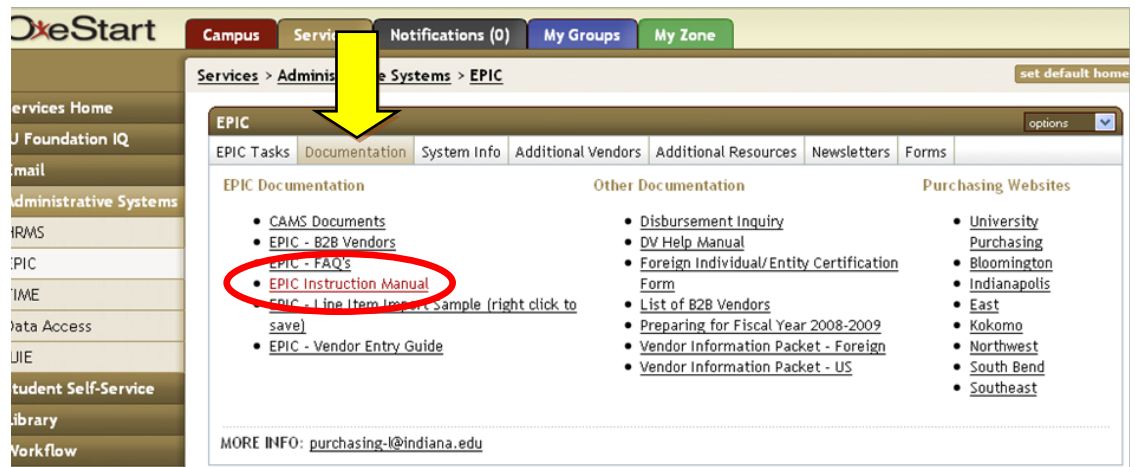 OneStart
Campus Services Notifications (0) My Groups My Zone
Services > Administrative Systems > EPIC
set default home
ervices Home
U Foundation IQ
Email
Administrative Systems
HRMS
EPIC
TIME
Data Access
UIE
Student Self-Service
Library
Workflow
EPIC
options
EPIC Tasks Documentation System Info Additional Vendors Additional Resources Newsletters Forms
EPIC Documentation
• CAMS Documents
• EPIC - B2B Vendors
• EPIC - FAQ's
• EPIC Instruction Manual
• EPIC - Line Item Import Sample (right click to
save)
• EPIC - Vendor Entry Guide
Other Documentation
• Disbursement Inquiry
• DV Help Manual
• Foreign Individual/Entity Certification
Form
• List of B2B Vendors
• Preparing for Fiscal Year 2008-2009
• Vendor Information Packet - Foreign
• Vendor Information Packet - US
Purchasing Websites
• University
Purchasing
• Bloomington
• Indianapolis
• East
• Kokomo
• Northwest
• South Bend
• Southeast
MORE INFO: purchasing-l@indiana.edu